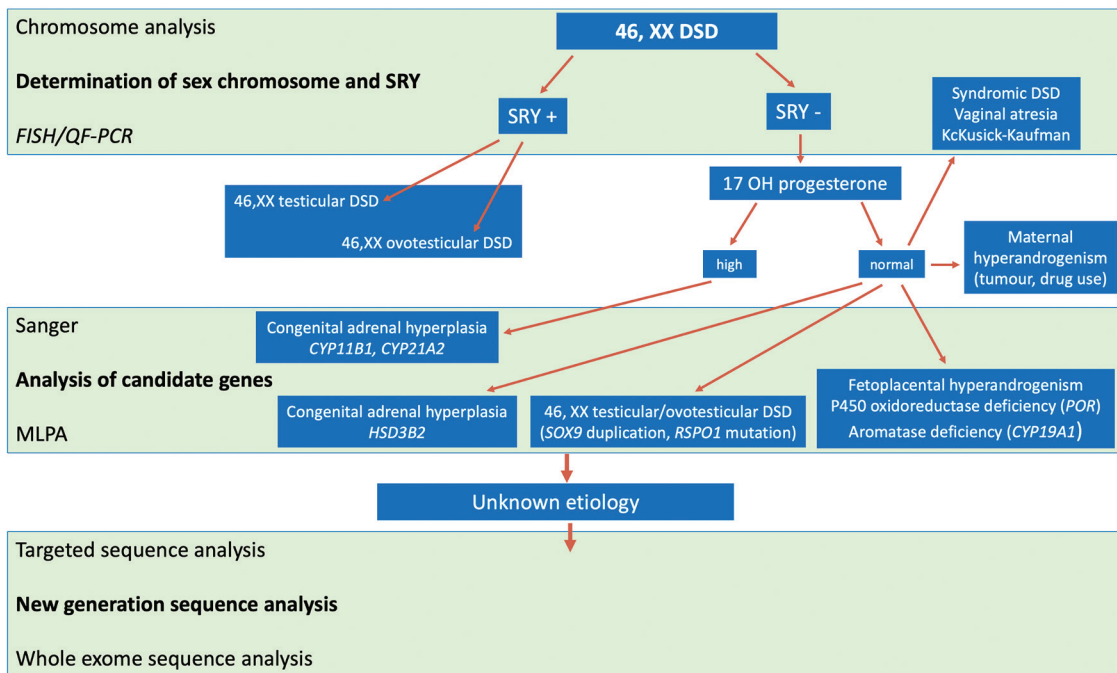 Chromosome analysis
46, XX DSD
Determination of sex chromosome and SRY
FISH/QF-PCR
SRY +
SRY -
Syndromic DSD
Vaginal atresia
KcKusick-Kaufman
17 OH progesterone
46,XX testicular DSD
46,XX ovotesticular DSD
high
normal
Maternal
hyperandrogenism
(tumour, drug use)
Sanger
Congenital adrenal hyperplasia
CYP11B1, CYP21A2
Analysis of candidate genes
MLPA
Congenital adrenal hyperplasia
HSD3B2
46, XX testicular/ovotesticular DSD
(SOX9 duplication, RSPO1 mutation)
Fetoplacental hyperandrogenism
P450 oxidoreductase deficiency (POR)
Aromatase deficiency (CYP19A1)
Unknown etiology
Targeted sequence analysis
New generation sequence analysis
Whole exome sequence analysis